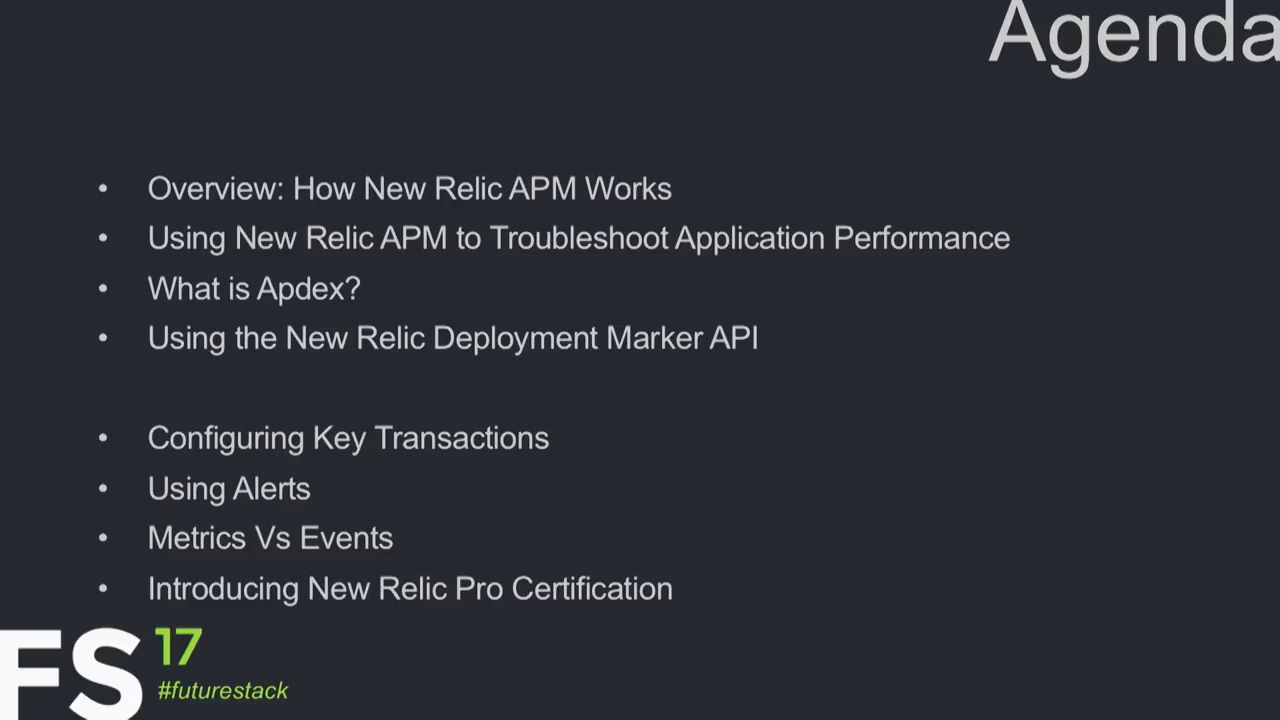 Agenda
• Overview: How New Relic APM Works
• Using New Relic APM to Troubleshoot Application Performance
• What is Apdex?
• Using the New Relic Deployment Marker API
• Configuring Key Transactions
• Using Alerts
• Metrics Vs Events
• Introducing New Relic Pro Certification
FS 17
#futurestack